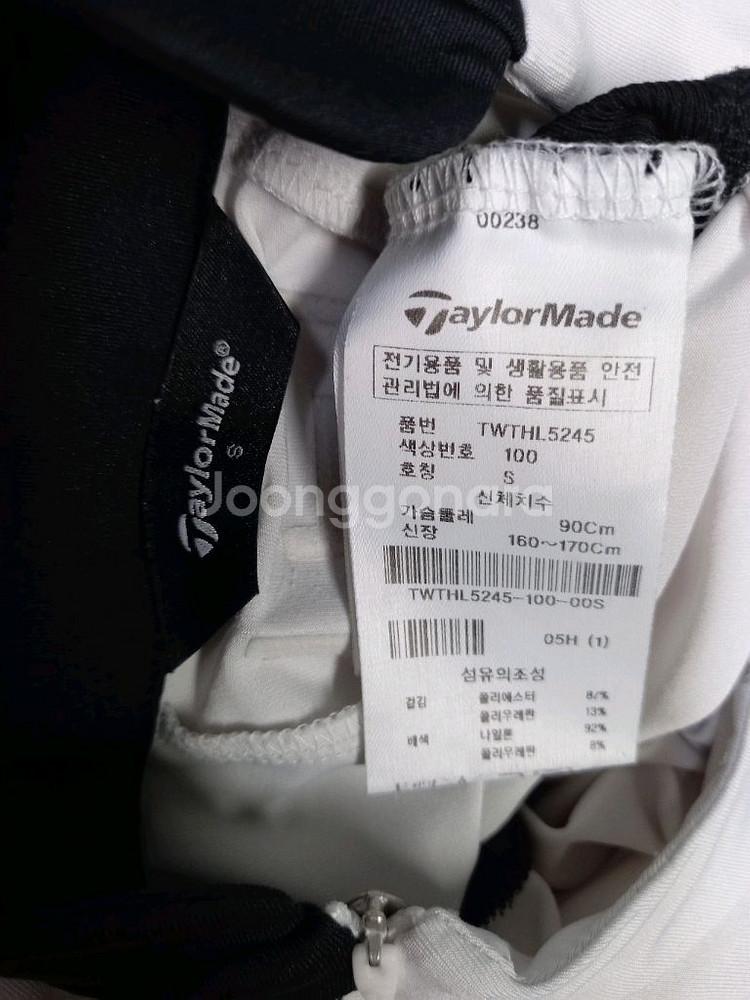 00238
TaylorMade
전기용품 및 생활용품 안전
관리법에 의한 품질표시
품번 TWTHL5245
색상번호 100
호칭 S
신체치수
가슴둘레 90Cm
신장 160~170Cm
TWTHL5245-100-00S
05H (1)
섬유의조성
겉감 폴리에스터
폴리우레탄 13%
배색 나일론 92%
폴리우레탄 8%
TaylorMade®
S
Joonggonara